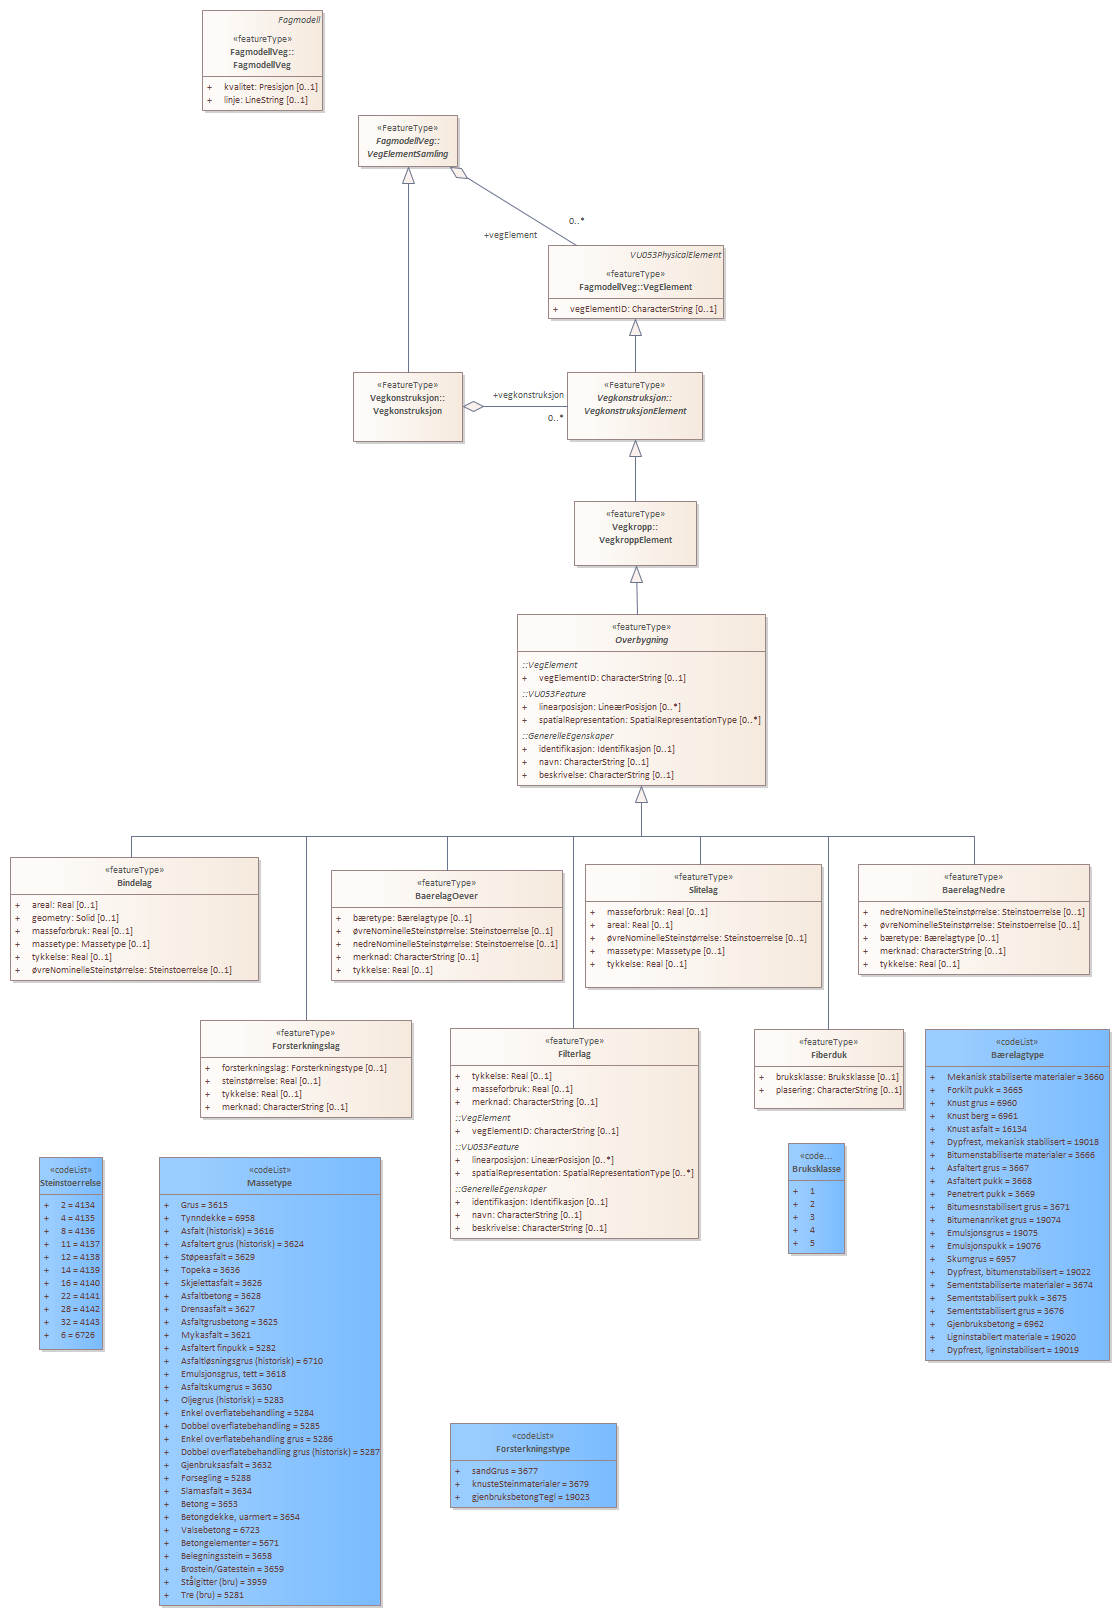 Fagmodell
«featureType»
FagmodellVeg::
FagmodellVeg
+ kvalitet: Presisjon [0..1]
+ linje: LineString [0..1]
«FeatureType»
FagmodellVeg::
VegElementSamling
0..*
+vegElement
VU053PhysicalElement
«featureType»
FagmodellVeg::VegElement
+ vegElementID: CharacterString [0..1]
«FeatureType»
Vegkonstruksjon::
Vegkonstruksjon
+vegkonstruksjon
0..*
«FeatureType»
Vegkonstruksjon::
VegkonstruksjonElement
«featureType»
Vegkropp::
VegkroppElement
«featureType»
Overbygning
::VegElement
+ vegElementID: CharacterString [0..1]
::VU053Feature
+ linearposisjon: LineærPosisjon [0..*]
+ spatialRepresentation: SpatialRepresentationType [0..*]
::GenerelleEgenskaper
+ identifikasjon: Identifikasjon [0..1]
+ navn: CharacterString [0..1]
+ beskrivelse: CharacterString [0..1]
«featureType»
Bindelag
+ areal: Real [0..1]
+ geometry: Solid [0..1]
+ masseforbruk: Real [0..1]
+ massetype: Massetype [0..1]
+ tykkelse: Real [0..1]
+ øvreNominelleSteinstørrelse: Steinstoerrelse [0..1]
«featureType»
BaerelagOever
+ bæretype: Bærelagtype [0..1]
+ øvreNominelleSteinstørrelse: Steinstoerrelse [0..1]
+ nedreNominelleSteinstørrelse: Steinstoerrelse [0..1]
+ merknad: CharacterString [0..1]
+ tykkelse: Real [0..1]
«featureType»
Slitelag
+ masseforbruk: Real [0..1]
+ areal: Real [0..1]
+ øvreNominelleSteinstørrelse: Steinstoerrelse [0..1]
+ massetype: Massetype [0..1]
+ tykkelse: Real [0..1]
«featureType»
BaerelagNedre
+ nedreNominelleSteinstørrelse: Steinstoerrelse [0..1]
+ øvreNominelleSteinstørrelse: Steinstoerrelse [0..1]
+ bæretype: Bærelagtype [0..1]
+ merknad: CharacterString [0..1]
+ tykkelse: Real [0..1]
«featureType»
Forsterkningslag
+ forsterkningslag: Forsterkningstype [0..1]
+ steinstørrelse: Real [0..1]
+ tykkelse: Real [0..1]
+ merknad: CharacterString [0..1]
«featureType»
Filterlag
+ tykkelse: Real [0..1]
+ masseforbruk: Real [0..1]
+ merknad: CharacterString [0..1]
::VegElement
+ vegElementID: CharacterString [0..1]
::VU053Feature
+ linearposisjon: LineærPosisjon [0..*]
+ spatialRepresentation: SpatialRepresentationType [0..*]
::GenerelleEgenskaper
+ identifikasjon: Identifikasjon [0..1]
+ navn: CharacterString [0..1]
+ beskrivelse: CharacterString [0..1]
«featureType»
Fiberduk
+ bruksklasse: Bruksklasse [0..1]
+ plasering: CharacterString [0..1]
«codeList»
Bærelagtype
+ Mekanisk stabiliserte materialer = 3660
+ Forkilt pukk = 3665
+ Knust grus = 6960
+ Knust berg = 6961
+ Knust asfalt = 16134
+ Dypfrest, mekanisk stabilisert = 19018
+ Bitumenstabiliserte materialer = 3666
+ Asfaltert grus = 3667
+ Asfaltert pukk = 3668
+ Penetrert pukk = 3669
+ Bitumesnstabilisert grus = 3671
+ Bitumenanriket grus = 19074
+ Emulsjonsgrus = 19075
+ Emulsjonspukk = 19076
+ Skumgrus = 6957
+ Dypfrest, bitumenstabilisert = 19022
+ Sementstabiliserte materialer = 3674
+ Sementstabilisert pukk = 3675
+ Sementstabilisert grus = 3676
+ Gjenbruksbetong = 6962
+ Ligninstabilert materiale = 19020
+ Dypfrest, ligninstabilisert = 19019
«code...
Bruksklasse
+ 1
+ 2
+ 3
+ 4
+ 5
«codeList»
Steinstoerrelse
+ 2 = 4134
+ 4 = 4135
+ 8 = 4136
+ 11 = 4137
+ 12 = 4138
+ 14 = 4139
+ 16 = 4140
+ 22 = 4141
+ 28 = 4142
+ 32 = 4143
+ 6 = 6726
«codeList»
Massetype
+ Grus = 3615
+ Tynndekke = 6958
+ Asfalt (historisk) = 3616
+ Asfaltert grus (historisk) = 3624
+ Støpeasfalt = 3629
+ Topeka = 3636
+ Skjelettasfalt = 3626
+ Asfaltbetong = 3628
+ Drensasfalt = 3627
+ Asfaltgrusbetong = 3625
+ Mykasfalt = 3621
+ Asfaltert finpukk = 5282
+ Asfaltløsningsgrus (historisk) = 6710
+ Emulsjonsgrus, tett = 3618
+ Asfaltskumgrus = 3630
+ Oljegrus (historisk) = 5283
+ Enkel overflatebehandling = 5284
+ Dobbel overflatebehandling = 5285
+ Enkel overflatebehandling grus = 5286
+ Dobbel overflatebehandling grus (historisk) = 5287
+ Gjenbruksasfalt = 3632
+ Forsegling = 5288
+ Slamasfalt = 3634
+ Betong = 3653
+ Betongdekke, uarmert = 3654
+ Valsebetong = 6723
+ Betongelementer = 5671
+ Belegningsstein = 3658
+ Brostein/Gatestein = 3659
+ Stålgitter (bru) = 3959
+ Tre (bru) = 5281
«codeList»
Forsterkningstype
+ sandGrus = 3677
+ knusteSteinmaterialer = 3679
+ gjenbruksbetongTegl = 19023